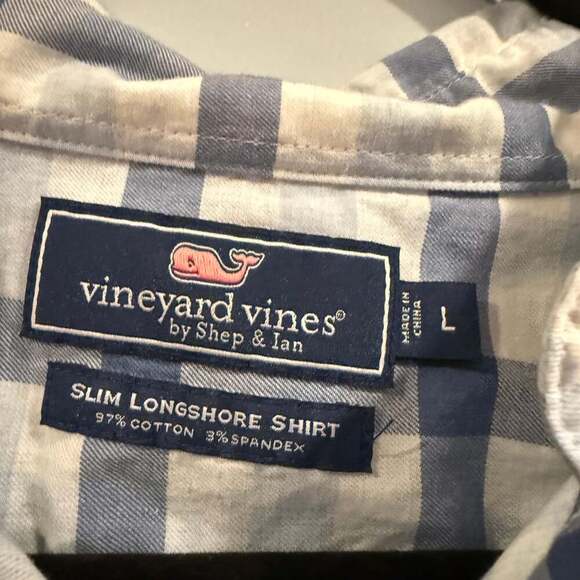 vineyard vines®
by Shep & Ian
MADE IN
CHINA
L
SLIM LONGSHORE SHIRT
97% COTTON 3% SPANDEX